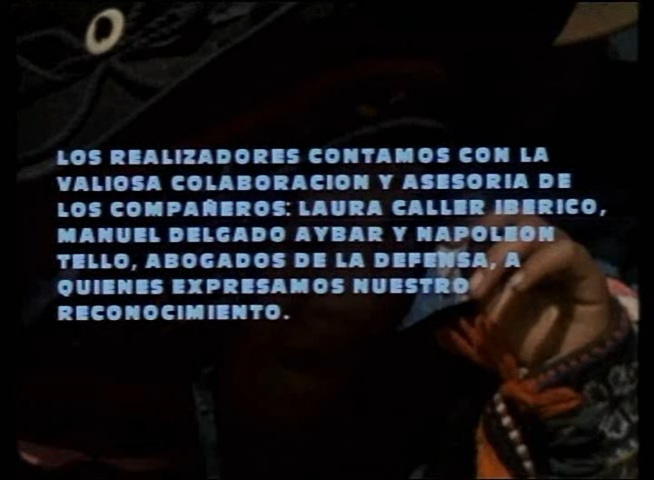 LOS REALIZADORES CONTAMOS CON LA
VALIOSA COLABORACION Y ASESORIA DE
LOS COMPAÑEROS: LAURA CALLER IBERICO,
MANUEL DELGADO AYBAR Y NAPOLEON
TELLO, ABOGADOS DE LA DEFENSA, A
QUIENES EXPRESAMOS NUESTRO
RECONOCIMIENTO.